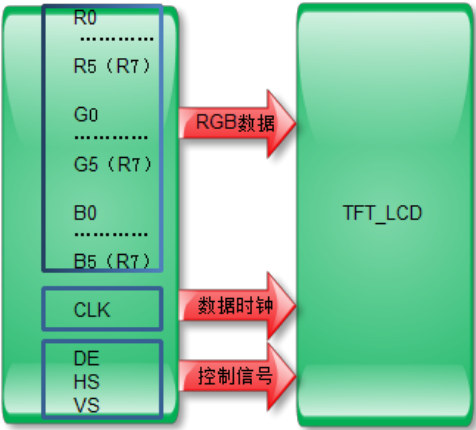 R0
…………
R5（R7）
G0
…………
G5（R7）
B0
…………
B5（R7）
CLK
DE
HS
VS
RGB数据
数据时钟
控制信号
TFT_LCD